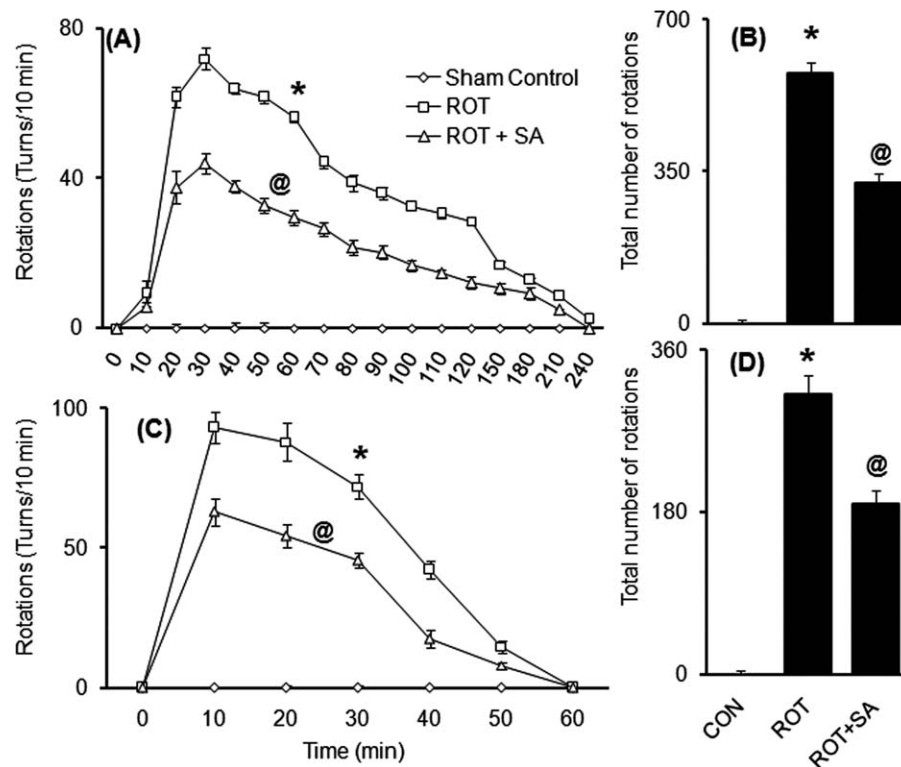 (A)
Rotations (Turns/10 min)
80
40
0
Sham Control
ROT
ROT + SA
*
@
0 10 20 30 40 50 60 70 80 90 100 110 120 150 180 210 240
(B)
Total number of rotations
700
350
0
*
@
(C)
Rotations (Turns/10 min)
100
50
0
*
@
0 10 20 30 40 50 60
Time (min)
(D)
Total number of rotations
360
180
0
*
@
CON ROT ROT+SA